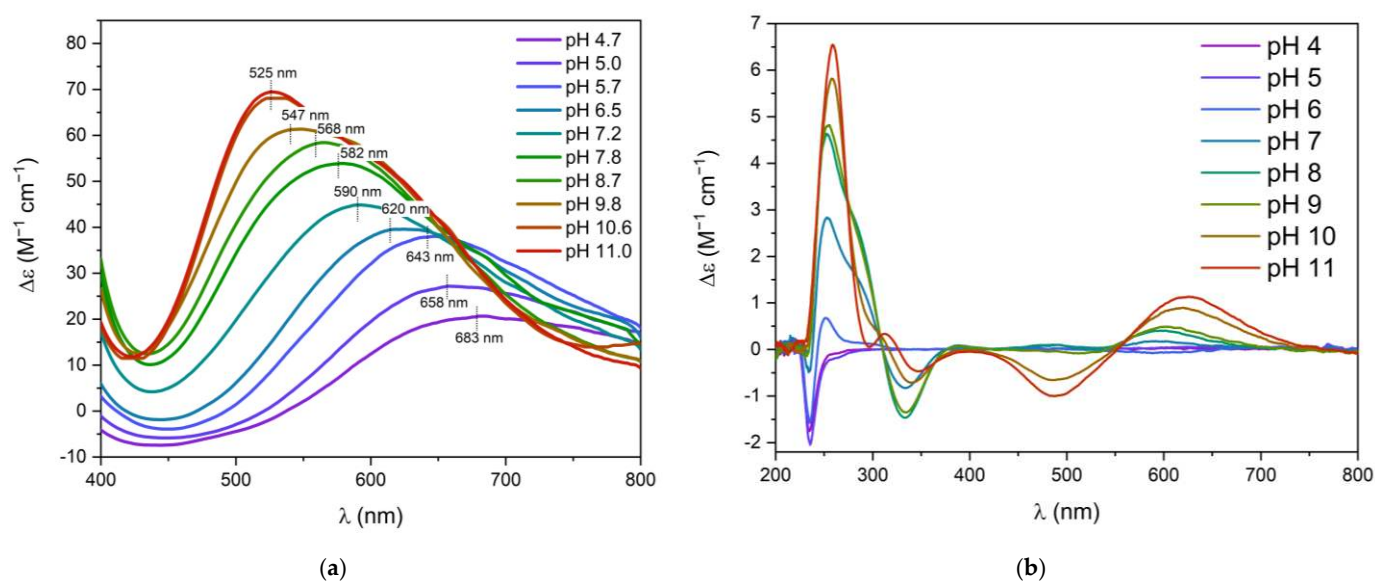 80
70
60
50
40
30
20
10
0
-10
400
500
600
700
800
Δε (M⁻¹ cm⁻¹)
λ (nm)
525 nm
547 nm
568 nm
582 nm
590 nm
620 nm
643 nm
658 nm
683 nm
pH 4.7
pH 5.0
pH 5.7
pH 6.5
pH 7.2
pH 7.8
pH 8.7
pH 9.8
pH 10.6
pH 11.0
(a)
7
6
5
4
3
2
1
0
-1
-2
200
300
400
500
600
700
800
Δε (M⁻¹ cm⁻¹)
λ (nm)
pH 4
pH 5
pH 6
pH 7
pH 8
pH 9
pH 10
pH 11
(b)